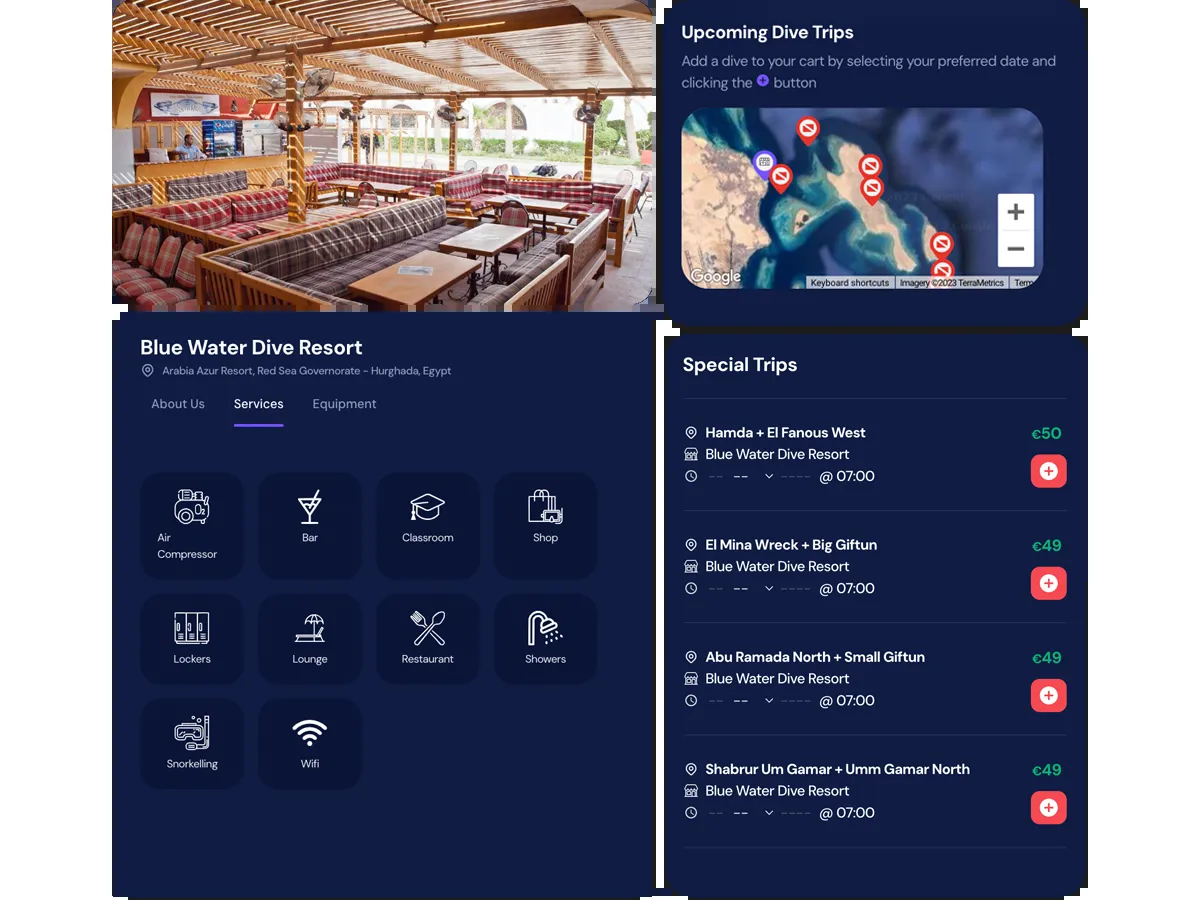 Upcoming Dive Trips
Add a dive to your cart by selecting your preferred date and
clicking the button
Google
Keyboard shortcuts
Imagery ©2023 TerraMetrics
Term
Blue Water Dive Resort
Arabia Azur Resort, Red Sea Governorate - Hurghada, Egypt
About Us
Services
Equipment
Air
Compressor
Bar
Classroom
Shop
Lockers
Lounge
Restaurant
Showers
Snorkelling
Wifi
Special Trips
Hamda + El Fanous West
€50
Blue Water Dive Resort
-- -- ---- @ 07:00
El Mina Wreck + Big Giftun
€49
Blue Water Dive Resort
-- -- ---- @ 07:00
Abu Ramada North + Small Giftun
€49
Blue Water Dive Resort
-- -- ---- @ 07:00
Shabrur Um Gamar + Umm Gamar North
€49
Blue Water Dive Resort
-- -- ---- @ 07:00